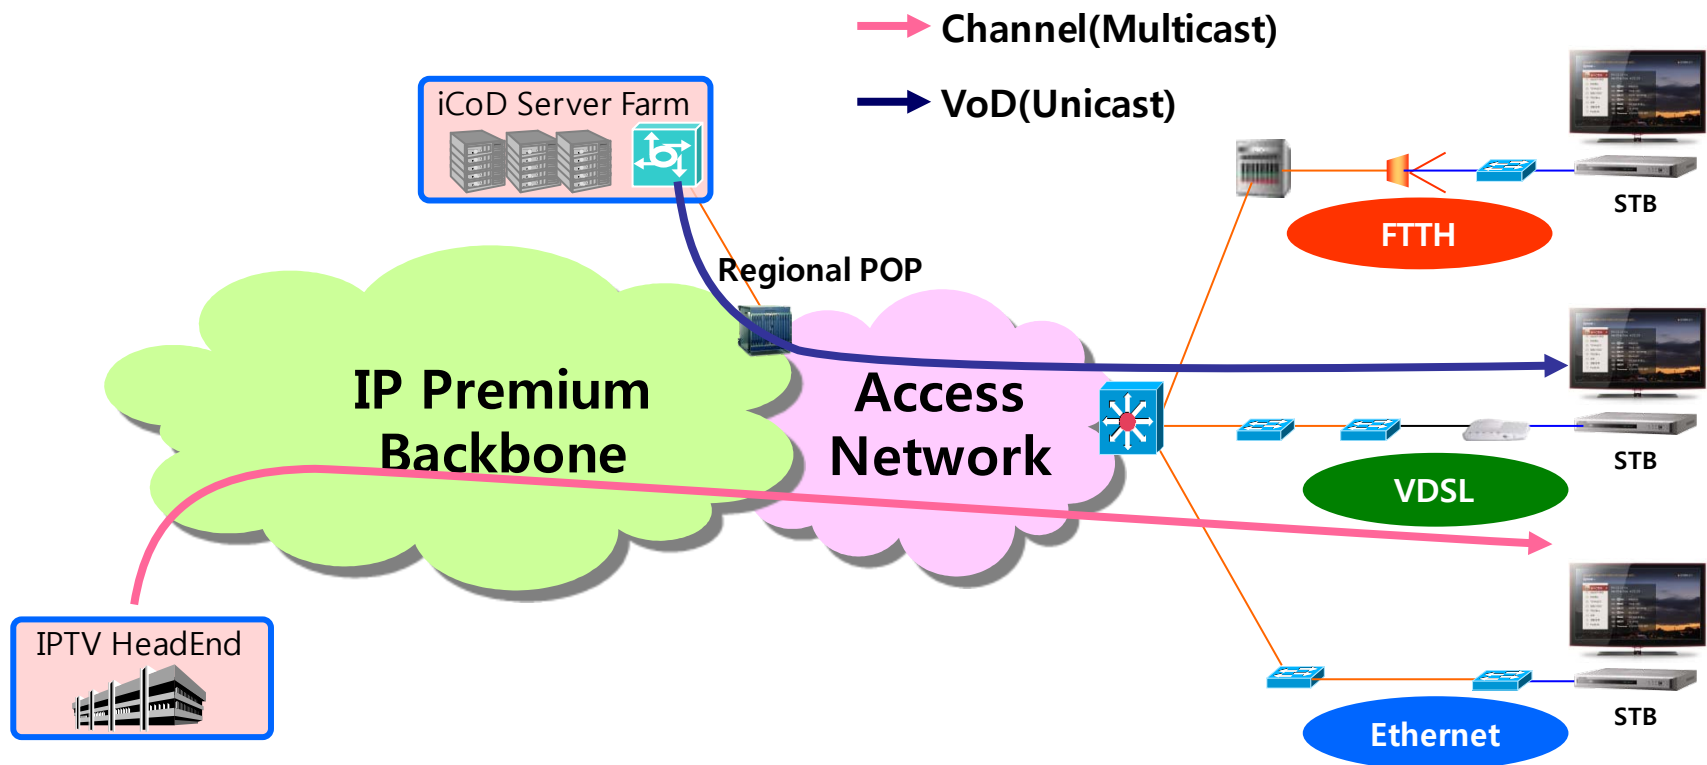 Channel(Multicast)
VoD(Unicast)
iCoD Server Farm
Regional POP
IP Premium
Backbone
Access
Network
IPTV HeadEnd
FTTH
STB
VDSL
STB
Ethernet
STB